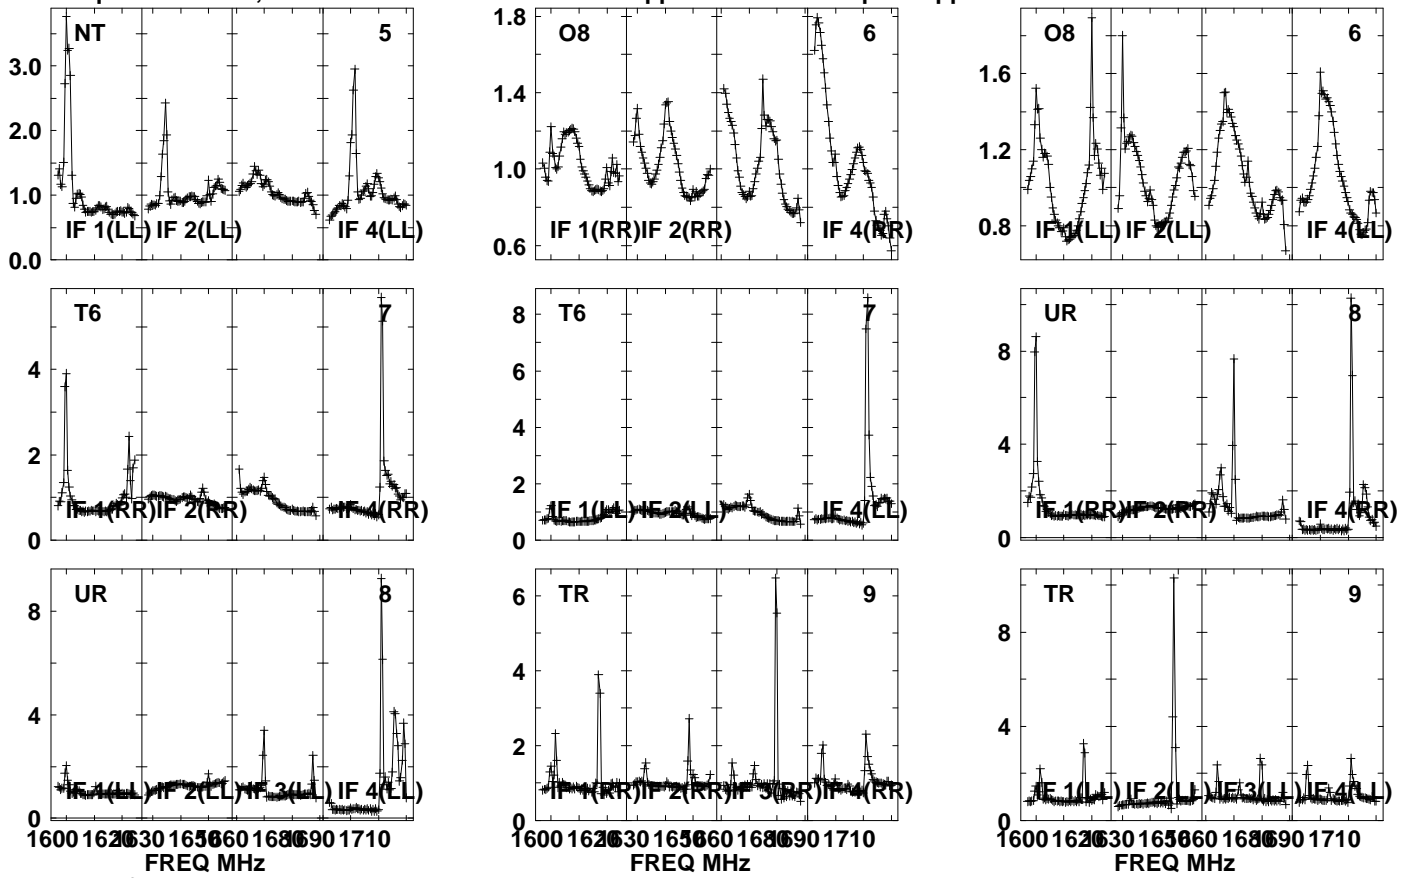 NT 5
O8 6
O8 6
3.0
2.0
1.0
0.0
IF 1(LL) IF 2(LL) IF 4(LL)
1.8
1.4
1.0
0.6
IF 1(RR) IF 2(RR) IF 4(RR)
1.6
1.2
0.8
IF 1(LL) IF 2(LL) IF 4(LL)
T6 7
T6 7
UR 8
4
2
0
IF 1(RR) IF 2(RR) IF 4(RR)
8
6
4
2
0
IF 1(LL) IF 2(LL) IF 4(LL)
8
4
0
IF 1(RR) IF 2(RR) IF 4(RR)
UR 8
TR 9
TR 9
8
4
0
IF 1(LL) IF 2(LL) IF 3(LL) IF 4(LL)
6
4
2
0
IF 1(RR) IF 2(RR) IF 3(RR) IF 4(RR)
8
4
0
IF 1(LL) IF 2(LL) IF 3(LL) IF 4(LL)
1600 1620 1630 1650 1660 1680 1690 1710
FREQ MHz
1600 1620 1630 1650 1660 1680 1690 1710
FREQ MHz
1600 1620 1630 1650 1660 1680 1690 1710
FREQ MHz